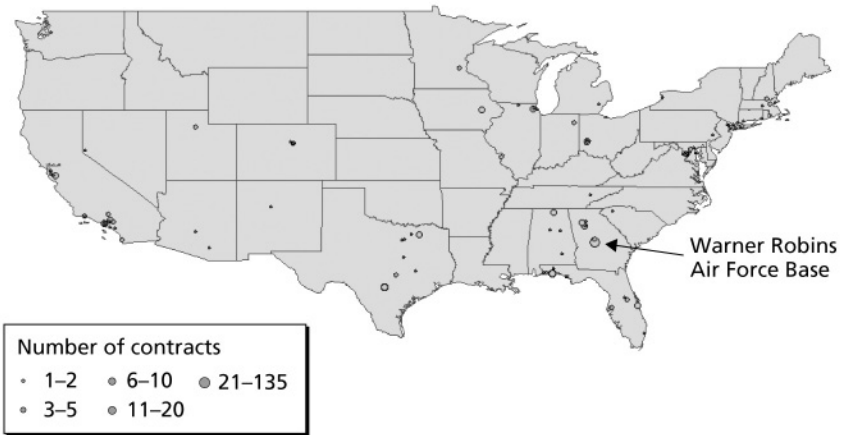 Warner Robins
Air Force Base
Number of contracts
1–2
6–10
21–135
3–5
11–20